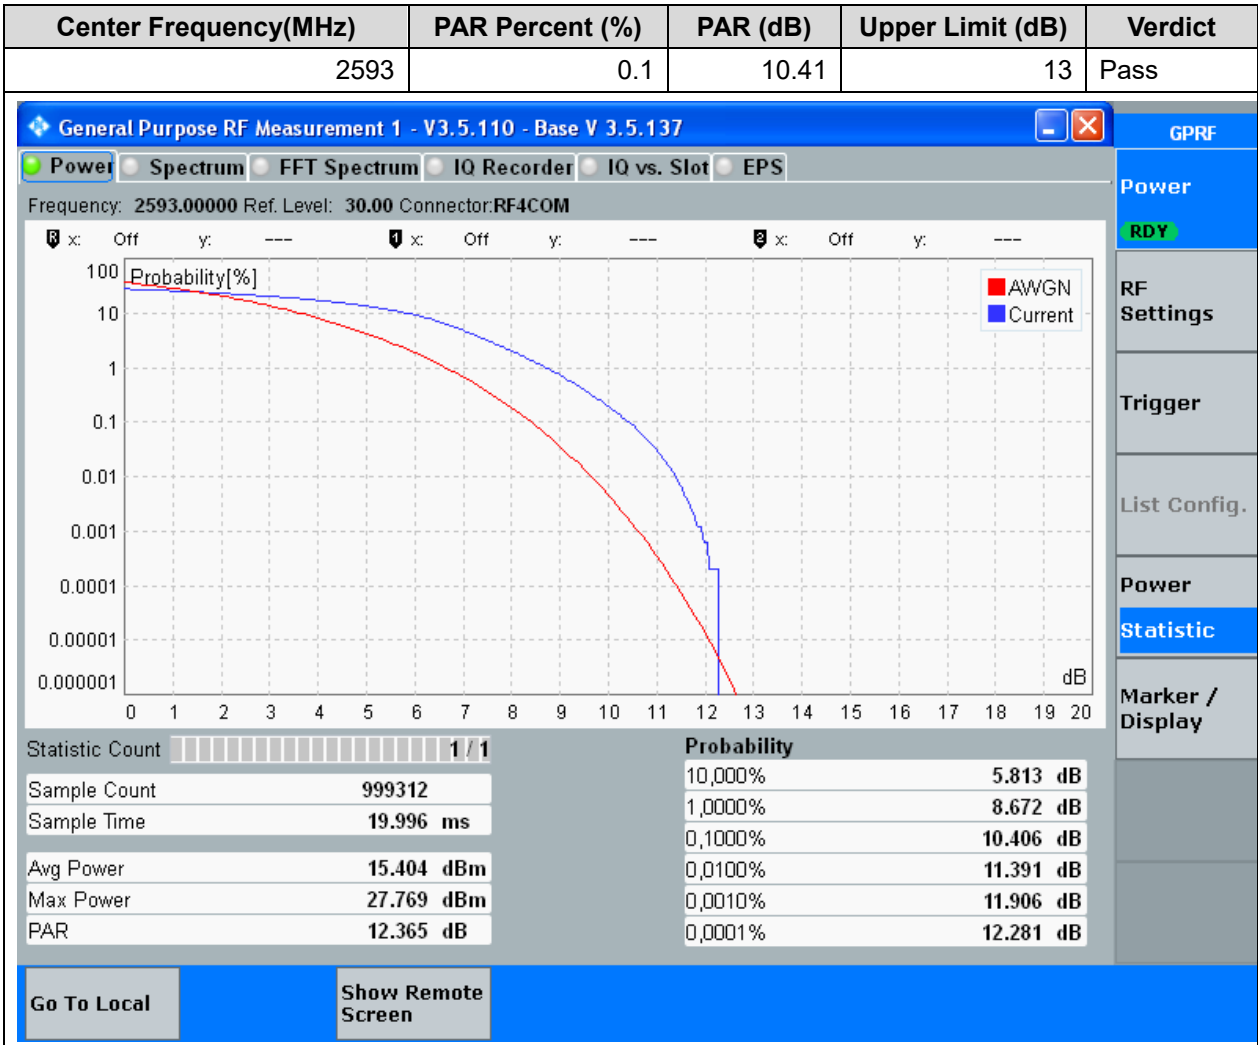 Center Frequency(MHz) PAR Percent (%) PAR (dB) Upper Limit (dB) Verdict
2593 0.1 10.41 13 Pass
General Purpose RF Measurement 1 - V3.5.110 - Base V 3.5.137
GPRF
Power Spectrum FFT Spectrum IQ Recorder IQ vs. Slot EPS
Power
RDY
Frequency: 2593.00000 Ref. Level: 30.00 Connector:RF4COM
R x: Off y: --- 1 x: Off y: --- 2 x: Off y: ---
RF
Settings
Trigger
List Config.
Power
Statistic
Marker /
Display
Probability[%]
AWGN
Current
100
10
1
0.1
0.01
0.001
0.0001
0.00001
0.000001
dB
0 1 2 3 4 5 6 7 8 9 10 11 12 13 14 15 16 17 18 19 20
Statistic Count 1 / 1
Sample Count 999312
Sample Time 19.996 ms
Avg Power 15.404 dBm
Max Power 27.769 dBm
PAR 12.365 dB
Probability
10,000% 5.813 dB
1,0000% 8.672 dB
0,1000% 10.406 dB
0,0100% 11.391 dB
0,0010% 11.906 dB
0,0001% 12.281 dB
Go To Local
Show Remote
Screen